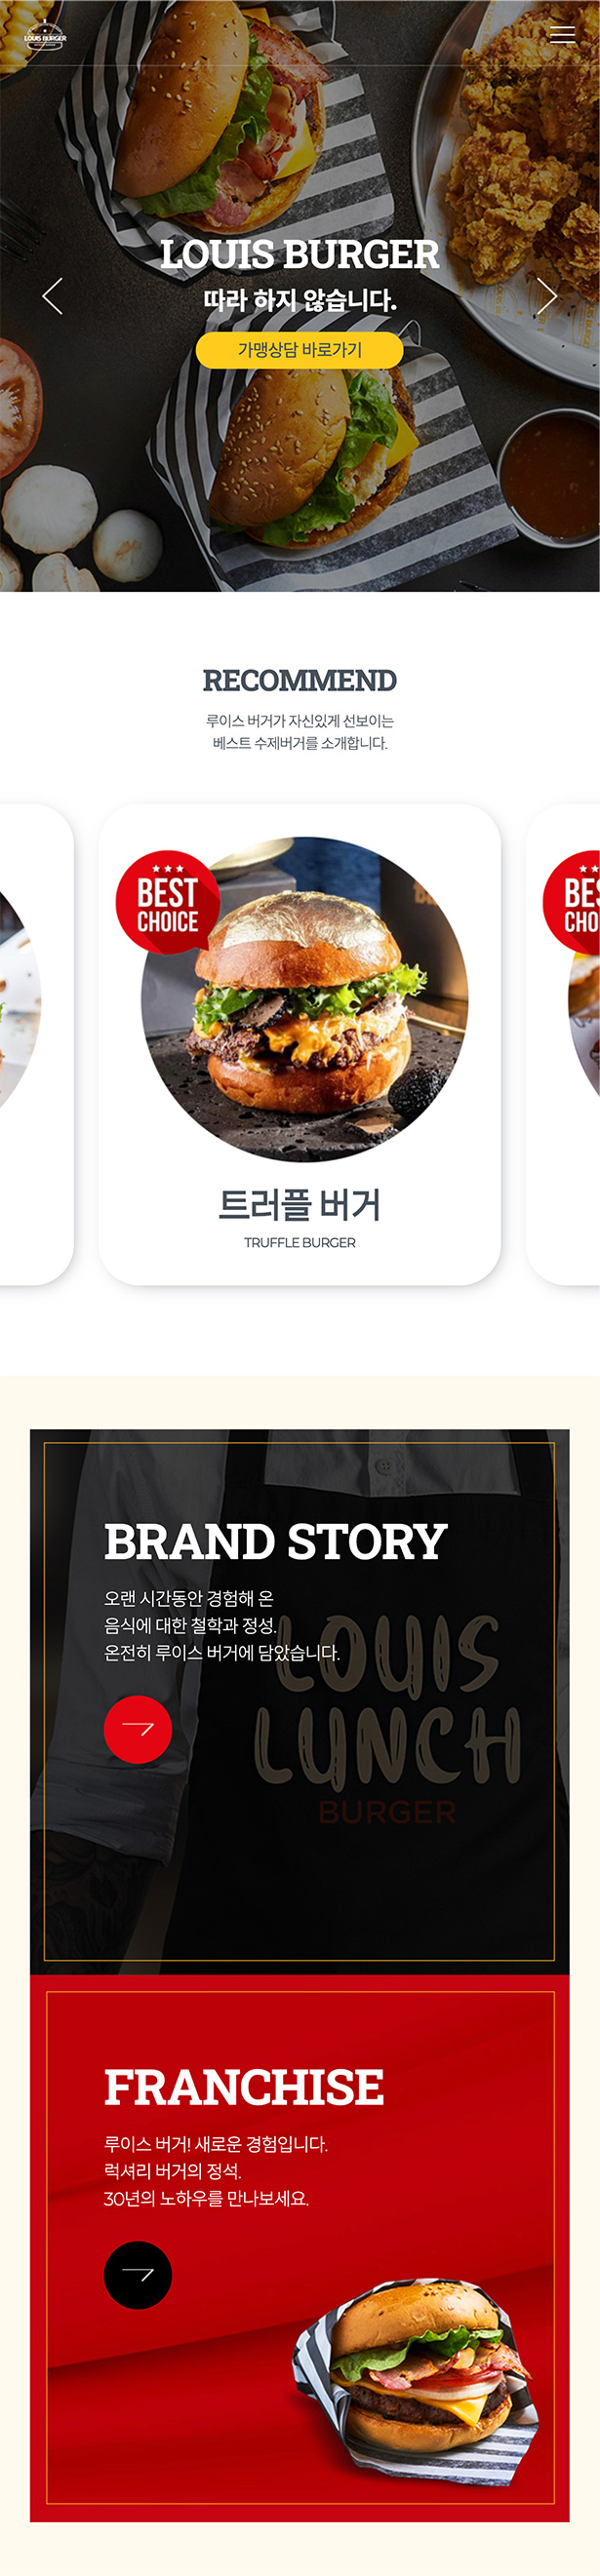 LOUIS BURGER
LOUIS BURGER
따라 하지 않습니다.
가맹상담 바로가기
RECOMMEND
루이스 버거가 자신있게 선보이는
베스트 수제버거를 소개합니다.
BEST
CHOICE
BES
CHO
트러플 버거
TRUFFLE BURGER
BRAND STORY
오랜 시간동안 경험해 온
음식에 대한 철학과 정성.
온전히 루이스 버거에 담았습니다.
LOUIS
LUNCH
BURGER
FRANCHISE
루이스 버거! 새로운 경험입니다.
럭셔리 버거의 정석.
30년의 노하우를 만나보세요.